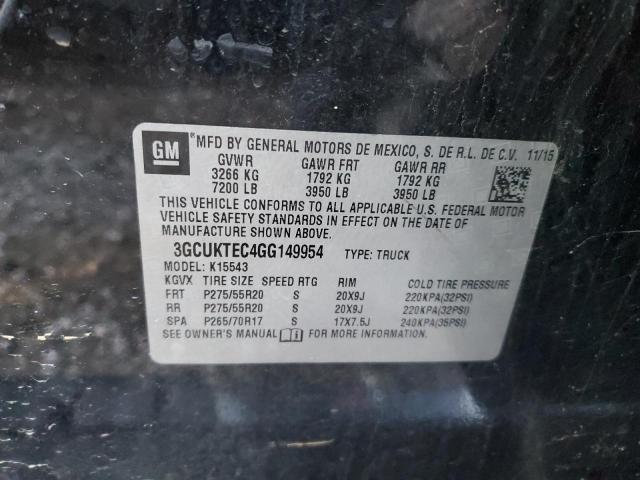 GM
® MFD BY GENERAL MOTORS DE MEXICO, S. DE R.L. DE C.V. 11/15
GVWR GAWR FRT GAWR RR
3266 KG 1792 KG 1792 KG
7200 LB 3950 LB 3950 LB
THIS VEHICLE CONFORMS TO ALL APPLICABLE U.S. FEDERAL MOTOR
VEHICLE SAFETY STANDARDS IN EFFECT ON THE DATE OF
MANUFACTURE SHOWN ABOVE.
3GCUKTEC4GG149954 TYPE: TRUCK
MODEL: K15543
KGVX TIRE SIZE SPEED RTG RIM COLD TIRE PRESSURE
FRT P275/55R20 S 20X9J 220KPA(32PSI)
RR P275/55R20 S 20X9J 220KPA(32PSI)
SPA P265/70R17 S 17X7.5J 240KPA(35PSI)
SEE OWNER'S MANUAL FOR MORE INFORMATION.